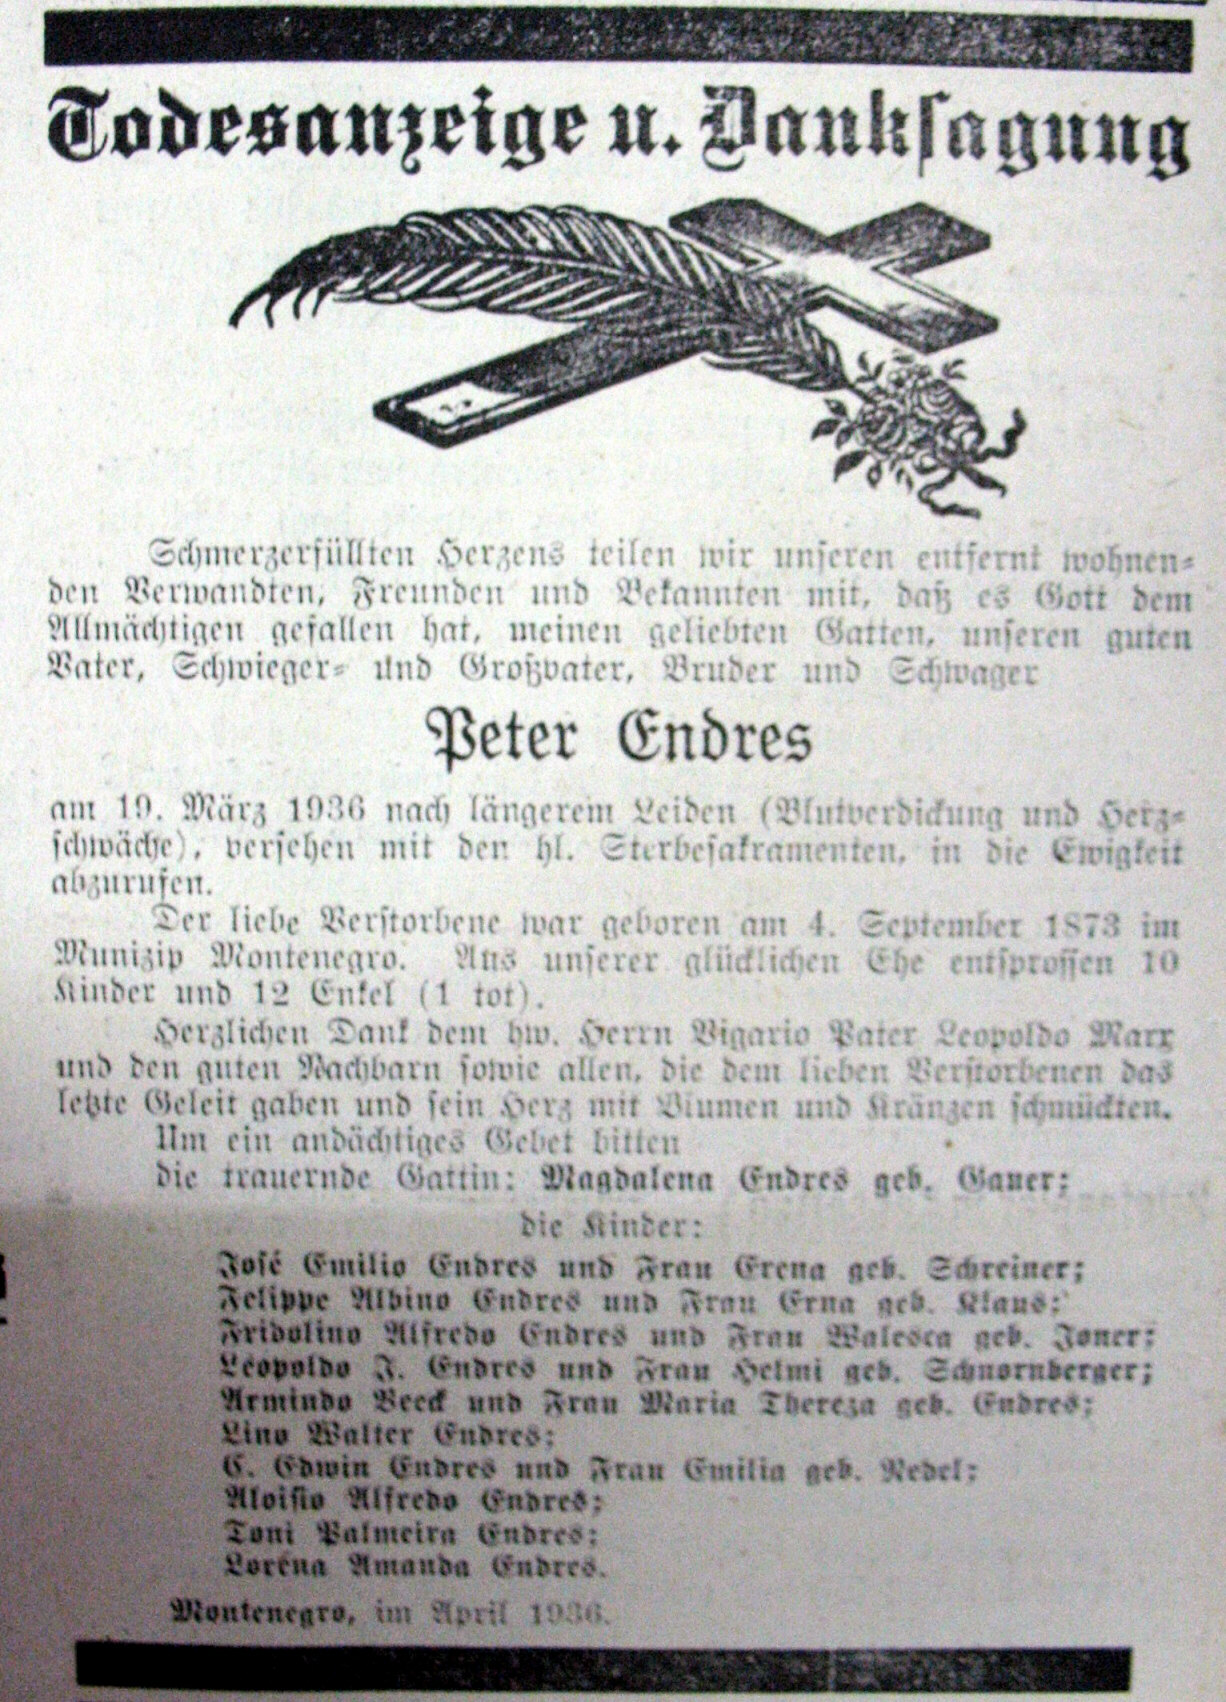 Todesanzeige u. Danksagung
Schmerzerfüllten Herzens teilen wir unseren entfernt wohnen-
den Verwandten, Freunden und Bekannten mit, daß es Gott dem
Allmächtigen gefallen hat, meinen geliebten Gatten, unseren guten
Vater, Schwieger- und Großvater, Bruder und Schwager
Peter Endres
am 19. März 1936 nach längerem Leiden (Blutverdickung und Herz-
schwäche), versehen mit den hl. Sterbesakramenten, in die Ewigkeit
abzurufen.
Der liebe Verstorbene war geboren am 4. September 1873 im
Munizip Montenegro. Aus unserer glücklichen Ehe entsprossen 10
Kinder und 12 Enkel (1 tot).
Herzlichen Dank dem hw. Herrn Vigario Pater Leopoldo Marx
und den guten Nachbarn sowie allen, die dem lieben Verstorbenen das
letzte Geleit gaben und sein Herz mit Blumen und Kränzen schmückten.
Um ein andächtiges Gebet bitten
die trauernde Gattin: Magdalena Endres geb. Gauer;
die Kinder:
José Emilio Endres und Frau Erena geb. Schreiner;
Felippe Albino Endres und Frau Erna geb. Klaus;
Fridolino Alfredo Endres und Frau Walesca geb. Joner;
Leopoldo J. Endres und Frau Helmi geb. Schnornberger;
Armindo Beeck und Frau Maria Thereza geb. Endres;
Lino Walter Endres;
C. Edwin Endres und Frau Emilia geb. Redel;
Aloisio Alfredo Endres;
Toni Palmeira Endres;
Lorena Amanda Endres.
Montenegro, im April 1936.